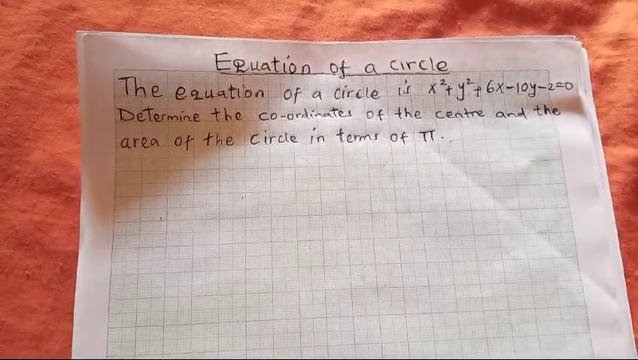 Equation of a circle
The equation of a circle is x²+y²+6x-10y-2=0
Determine the co-ordinates of the centre and the
area of the circle in terms of π..